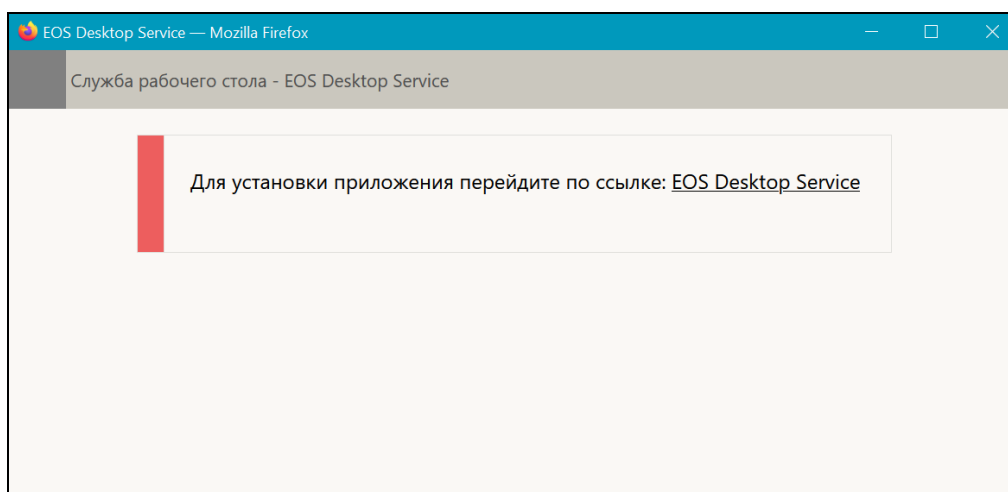 EOS Desktop Service — Mozilla Firefox
Служба рабочего стола - EOS Desktop Service
Для установки приложения перейдите по ссылке: EOS Desktop Service